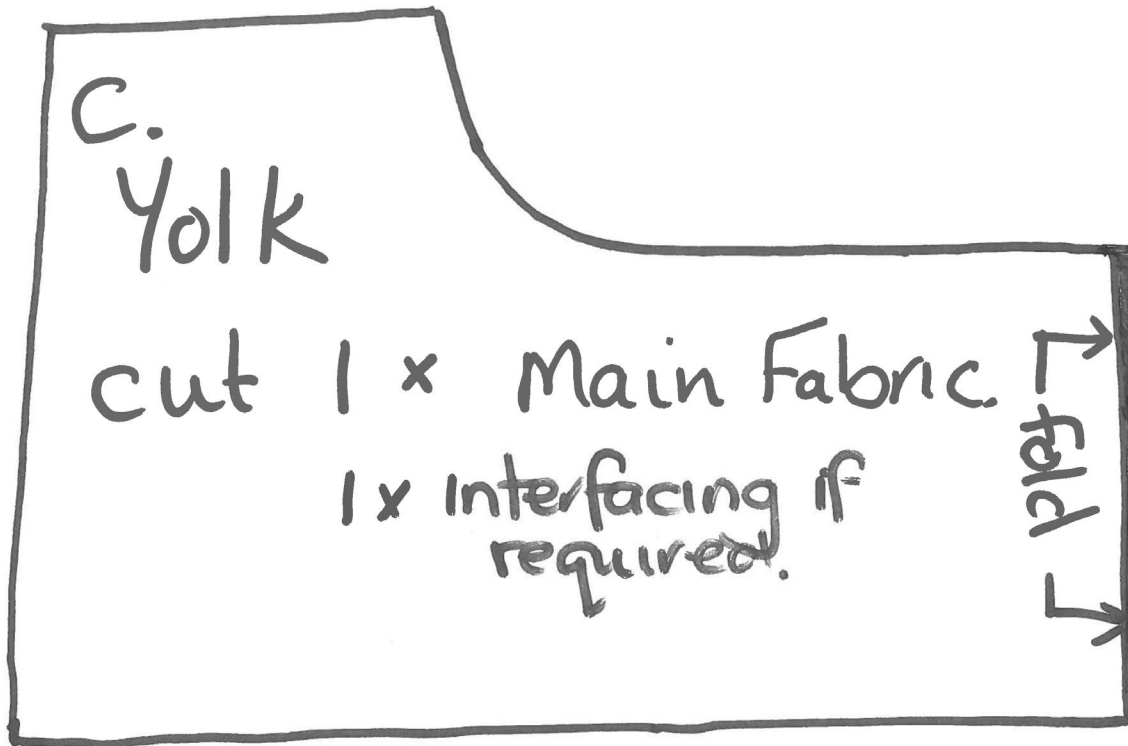 C.
Yolk
cut 1 x Main Fabric.
1 x Interfacing if
required.
fold